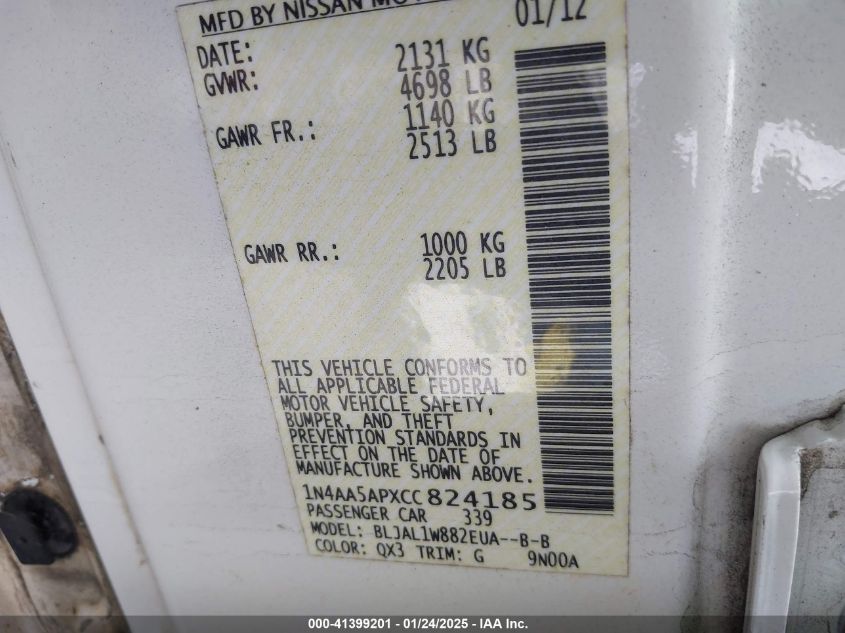 MFD BY NISSAN MO
DATE: 01/12
GVWR: 2131 KG
4698 LB
GAWR FR.: 1140 KG
2513 LB
GAWR RR.: 1000 KG
2205 LB
THIS VEHICLE CONFORMS TO
ALL APPLICABLE FEDERAL
MOTOR VEHICLE SAFETY,
BUMPER, AND THEFT
PREVENTION STANDARDS IN
EFFECT ON THE DATE OF
MANUFACTURE SHOWN ABOVE.
1N4AA5APXCC824185
PASSENGER CAR 339
MODEL: BLJAL1W882EUA--B-B
COLOR: QX3 TRIM: G 9N00A
000-41399201 - 01/24/2025 - IAA Inc.